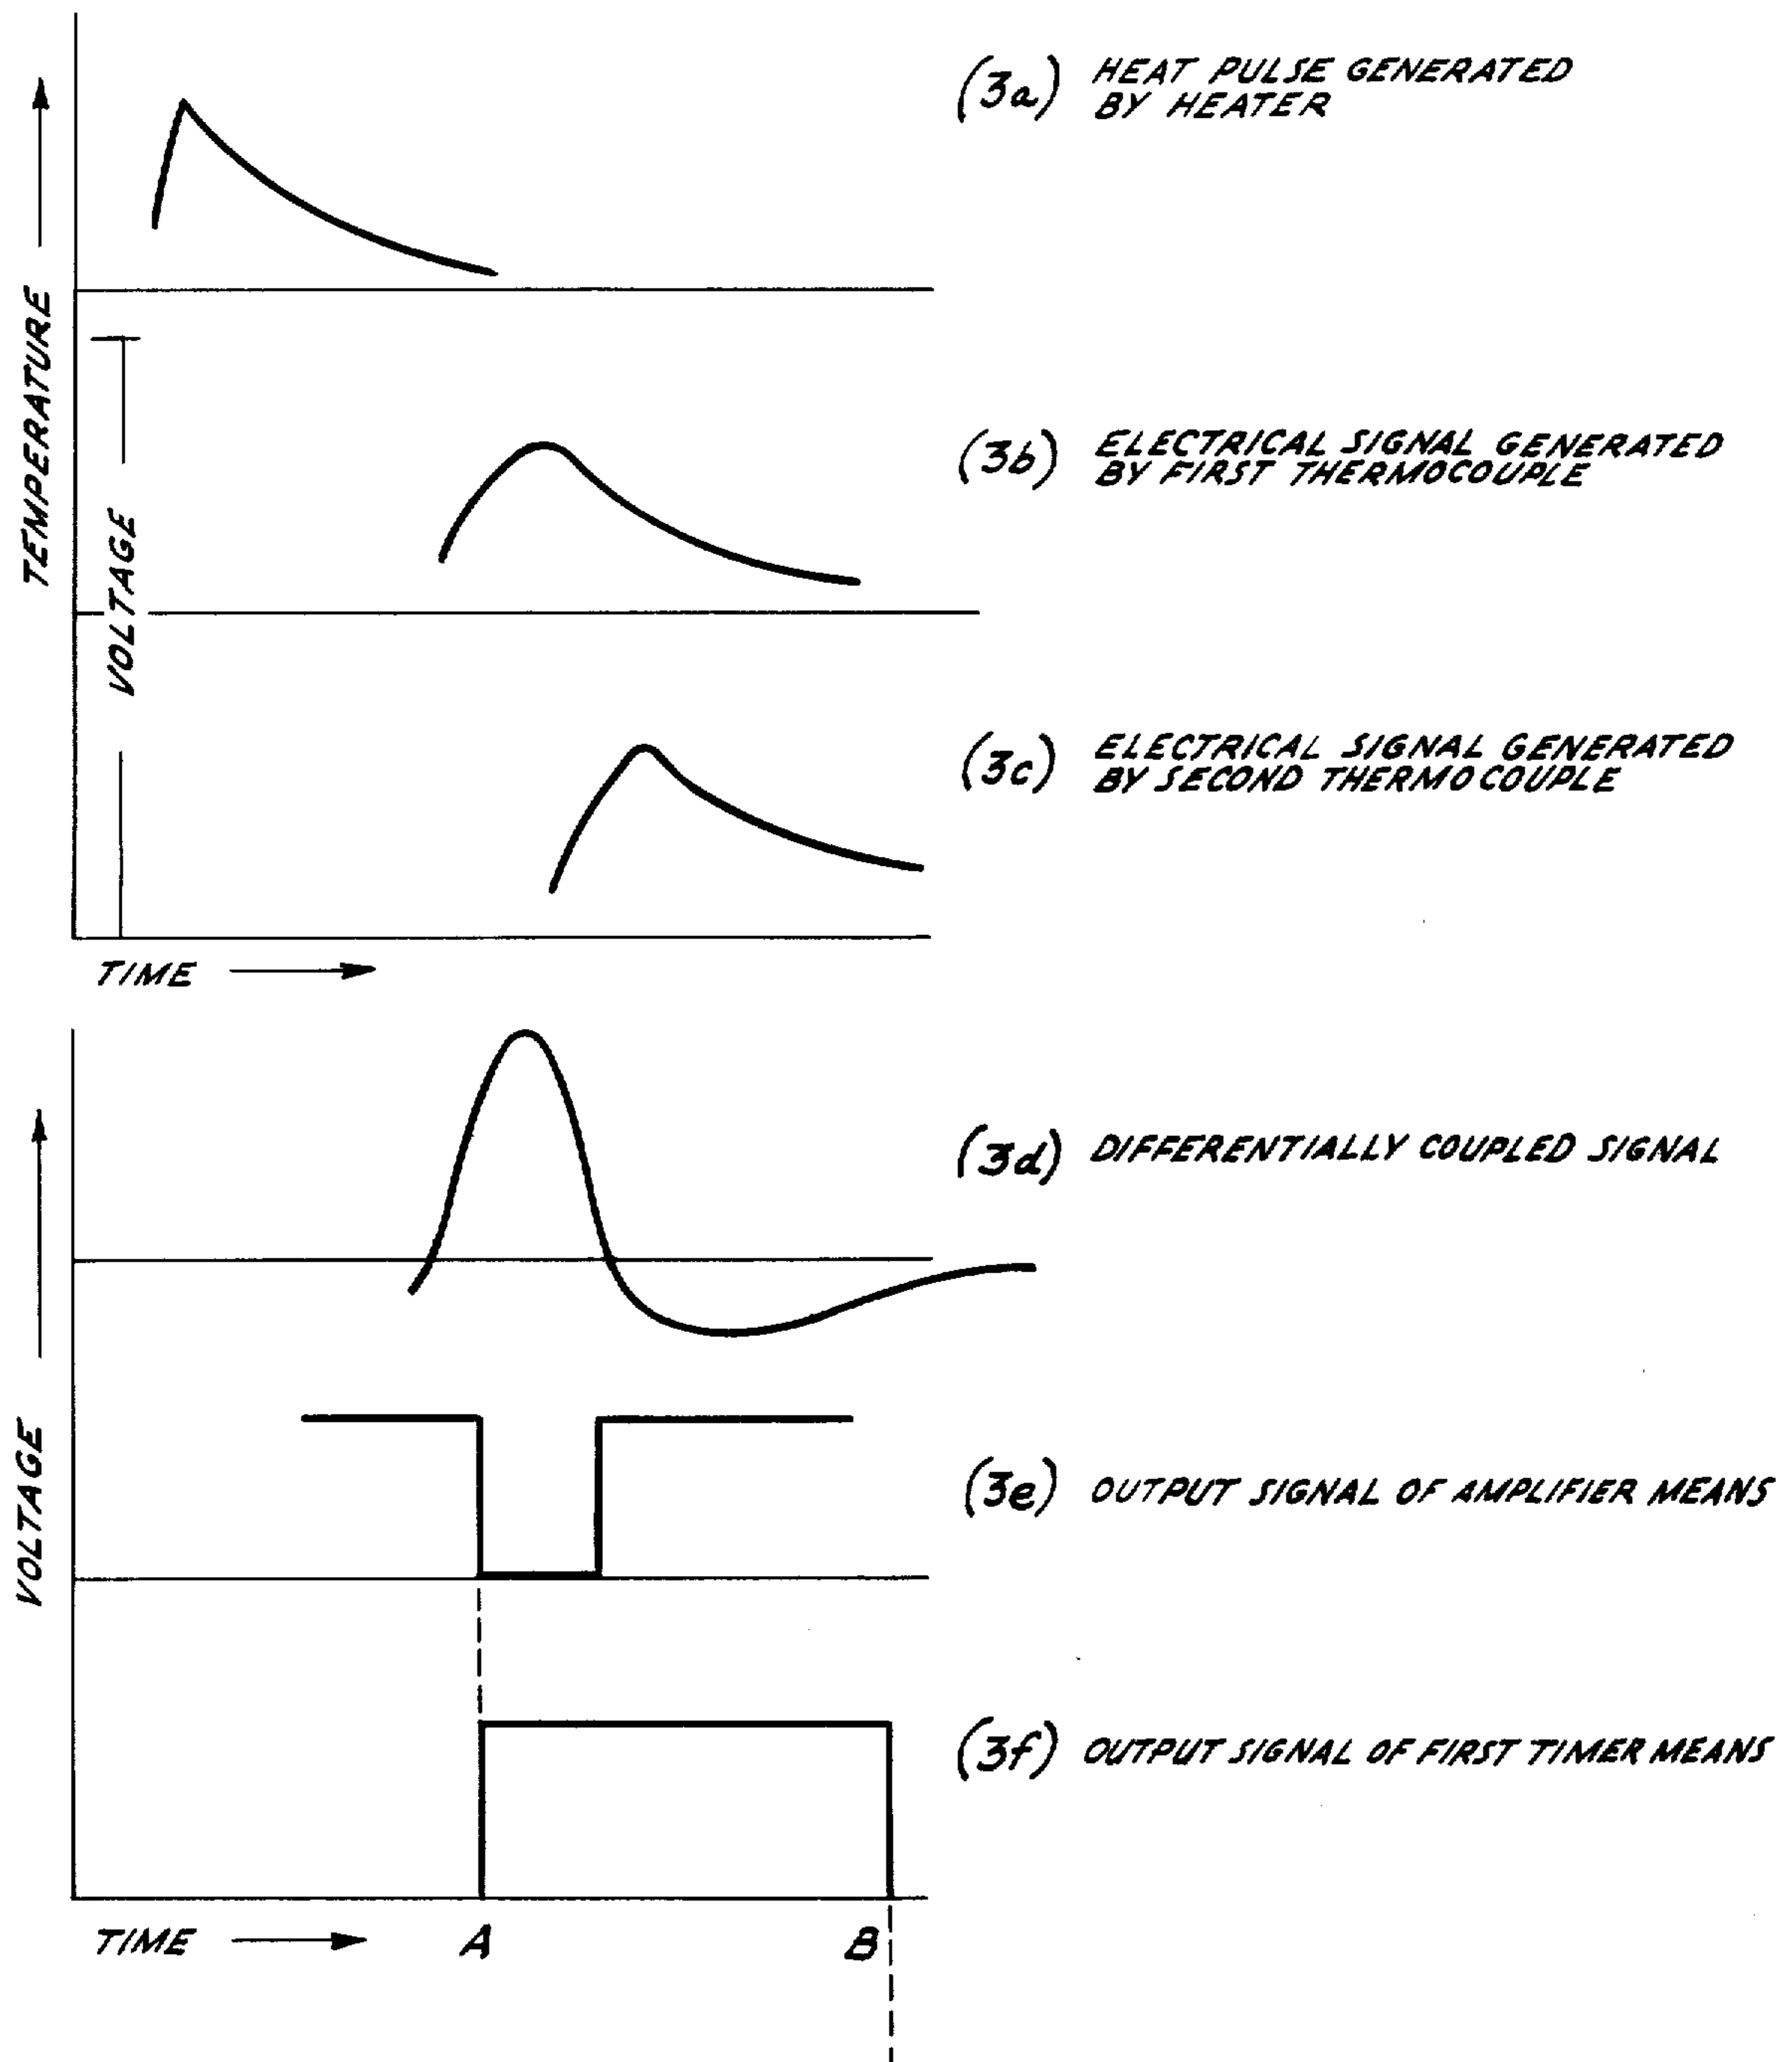 (3a) HEAT PULSE GENERATED
BY HEATER
TEMPERATURE
VOLTAGE
(3b) ELECTRICAL SIGNAL GENERATED
BY FIRST THERMOCOUPLE
(3c) ELECTRICAL SIGNAL GENERATED
BY SECOND THERMOCOUPLE
TIME
(3d) DIFFERENTIALLY COUPLED SIGNAL
VOLTAGE
(3e) OUTPUT SIGNAL OF AMPLIFIER MEANS
(3f) OUTPUT SIGNAL OF FIRST TIMER MEANS
TIME A B